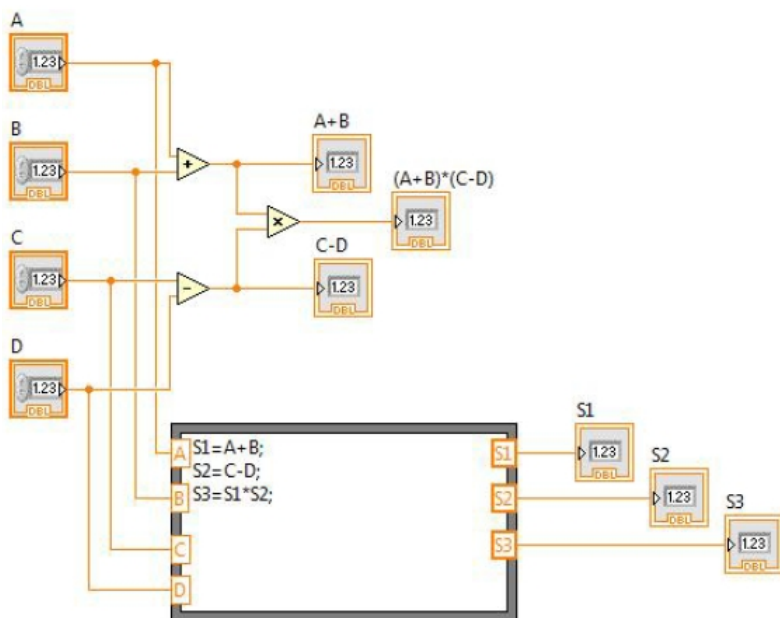 A
1.23
DBL
B
1.23
DBL
C
1.23
DBL
D
1.23
DBL
+
−
×
A+B
1.23
DBL
(A+B)*(C-D)
1.23
DBL
C-D
1.23
DBL
A
B
C
D
S1=A+B;
S2=C-D;
S3=S1*S2;
S1
S2
S3
S1
1.23
DBL
S2
1.23
DBL
S3
1.23
DBL